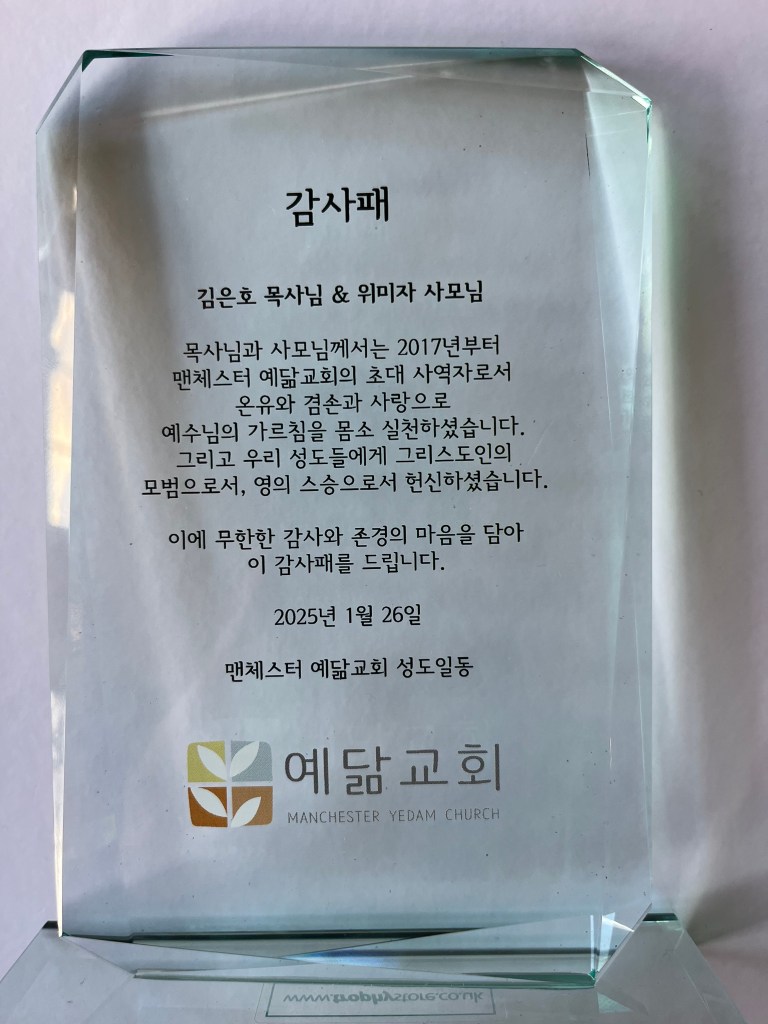 감사패
김은호 목사님 & 위미자 사모님
목사님과 사모님께서는 2017년부터
맨체스터 예닮교회의 초대 사역자로서
온유와 겸손과 사랑으로
예수님의 가르침을 몸소 실천하셨습니다.
그리고 우리 성도들에게 그리스도인의
모범으로서, 영의 스승으로서 헌신하셨습니다.
이에 무한한 감사와 존경의 마음을 담아
이 감사패를 드립니다.
2025년 1월 26일
맨체스터 예닮교회 성도일동
예닮교회
MANCHESTER YEDAM CHURCH
www.trophystore.co.uk